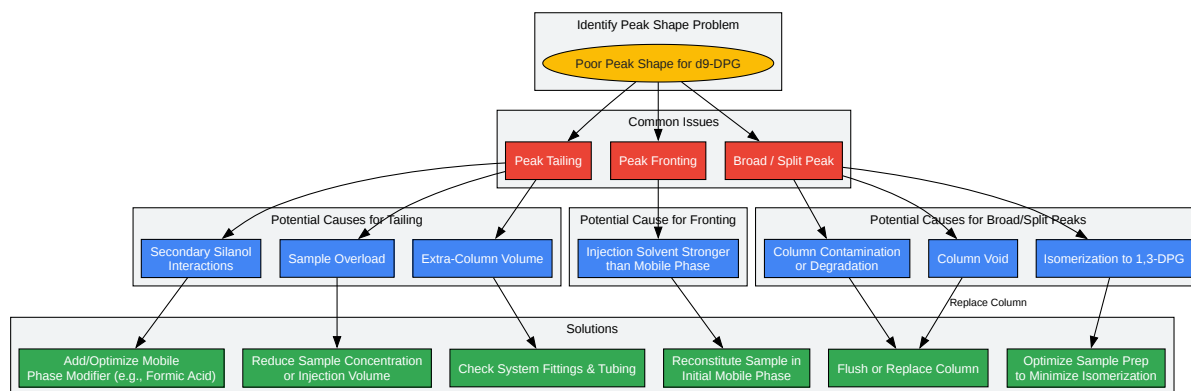 Identify Peak Shape Problem
Poor Peak Shape for d9-DPG
Common Issues
Peak Tailing
Peak Fronting
Broad / Split Peak
Potential Causes for Tailing
Potential Cause for Fronting
Potential Causes for Broad/Split Peaks
Secondary Silanol
Interactions
Sample Overload
Extra-Column Volume
Injection Solvent Stronger
than Mobile Phase
Column Contamination
or Degradation
Column Void
Isomerization to 1,3-DPG
Replace Column
Solutions
Add/Optimize Mobile
Phase Modifier (e.g., Formic Acid)
Reduce Sample Concentration
or Injection Volume
Check System Fittings & Tubing
Reconstitute Sample in
Initial Mobile Phase
Flush or Replace Column
Optimize Sample Prep
to Minimize Isomerization